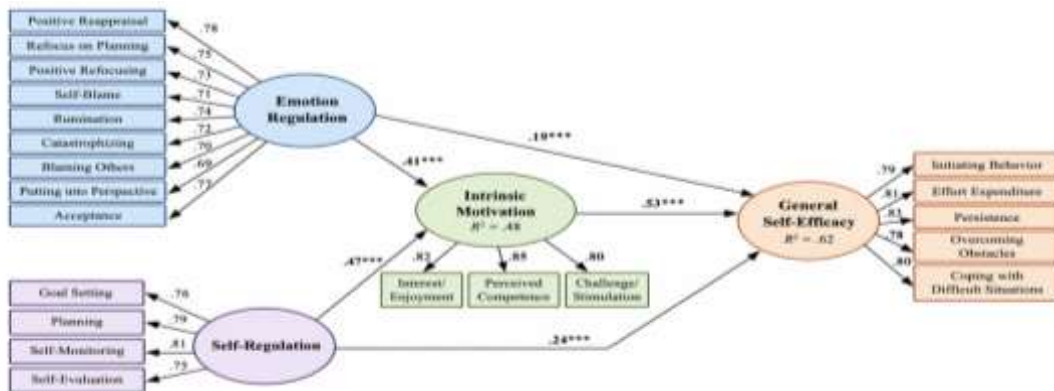 Positive Reappraisal
Refocus on Planning
Positive Refocusing
Self-Blame
Rumination
Catastrophizing
Blaming Others
Putting into Perspective
Acceptance
.78
.75
.73
.71
.74
.72
.70
.69
.77
Emotion
Regulation
.41***
.19***
Intrinsic
Motivation
R² = .48
.53***
.82
.85
.80
Interest/
Enjoyment
Perceived
Competence
Challenge/
Stimulation
General
Self-Efficacy
R² = .62
.79
.81
.83
.78
.80
Initiating Behavior
Effort Expenditure
Persistence
Overcoming
Obstacles
Coping with
Difficult Situations
Goal Setting
Planning
Self-Monitoring
Self-Evaluation
.76
.79
.81
.75
Self-Regulation
.47***
.24***